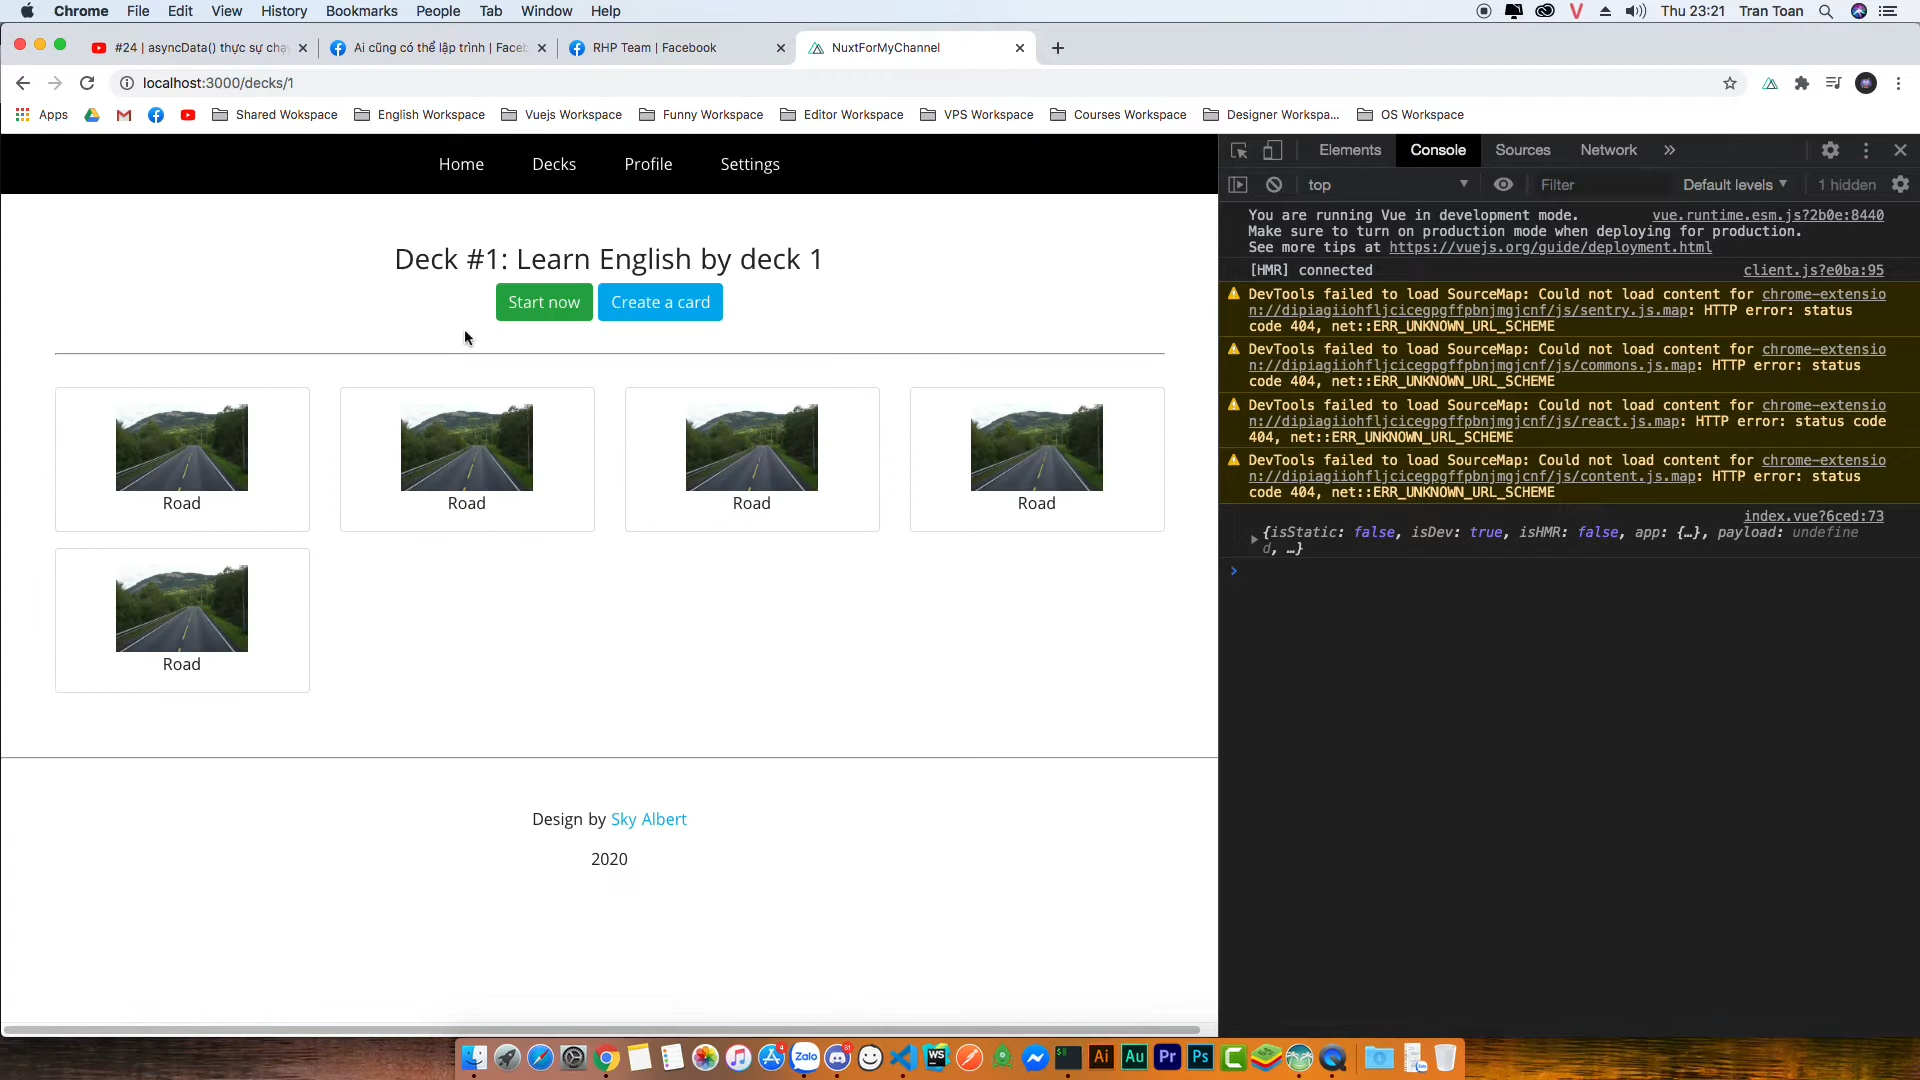 Chrome File Edit View History Bookmarks People Tab Window Help Thu 23:21 Tran Toan
#24 | asyncData() thực sự chạ
Ai cũng có thể lập trình | Faceb
RHP Team | Facebook
NuxtForMyChannel
localhost:3000/decks/1
Apps Shared Wokspace English Workspace Vuejs Workspace Funny Workspace Editor Workspace VPS Workspace Courses Workspace Designer Workspa... OS Workspace
Home Decks Profile Settings
Deck #1: Learn English by deck 1
Start now Create a card
Road Road Road Road
Road
Design by Sky Albert
2020
Elements Console Sources Network »
top Filter Default levels 1 hidden
You are running Vue in development mode. vue.runtime.esm.js?2b0e:8440
Make sure to turn on production mode when deploying for production.
See more tips at https://vuejs.org/guide/deployment.html
[HMR] connected client.js?e0ba:95
DevTools failed to load SourceMap: Could not load content for chrome-extensio
n://dipiagiiohfljcicegpgffpbnjmgjcnf/js/sentry.js.map: HTTP error: status
code 404, net::ERR_UNKNOWN_URL_SCHEME
DevTools failed to load SourceMap: Could not load content for chrome-extensio
n://dipiagiiohfljcicegpgffpbnjmgjcnf/js/commons.js.map: HTTP error: status
code 404, net::ERR_UNKNOWN_URL_SCHEME
DevTools failed to load SourceMap: Could not load content for chrome-extensio
n://dipiagiiohfljcicegpgffpbnjmgjcnf/js/react.js.map: HTTP error: status code
404, net::ERR_UNKNOWN_URL_SCHEME
DevTools failed to load SourceMap: Could not load content for chrome-extensio
n://dipiagiiohfljcicegpgffpbnjmgjcnf/js/content.js.map: HTTP error: status
code 404, net::ERR_UNKNOWN_URL_SCHEME
index.vue?6ced:73
{isStatic: false, isDev: true, isHMR: false, app: {…}, payload: undefine
d, …}
Zalo WS Ai Au Pr Ps